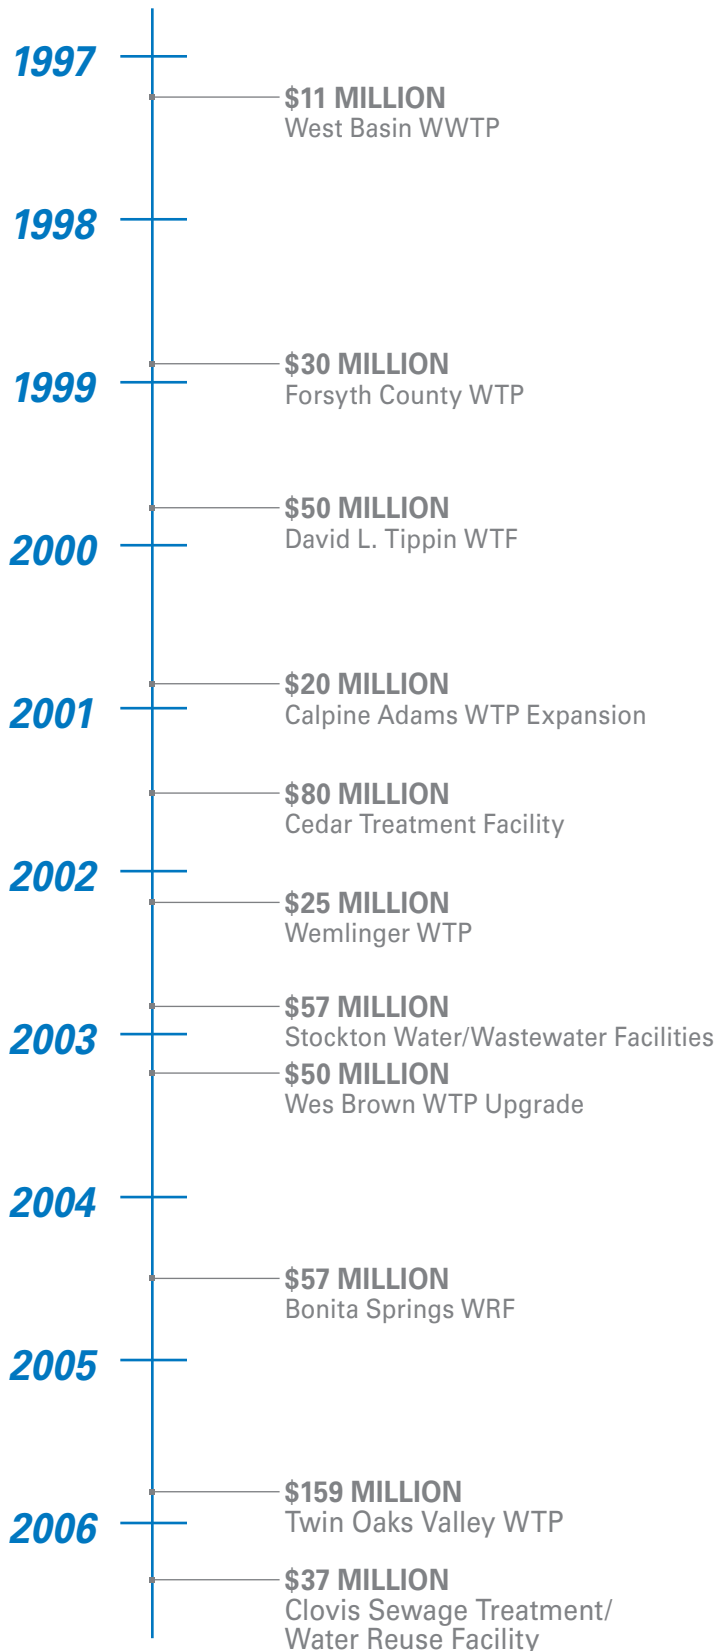 1997
$11 MILLION
West Basin WWTP
1998
$30 MILLION
1999
Forsyth County WTP
$50 MILLION
David L. Tippin WTF
2000
$20 MILLION
2001
Calpine Adams WTP Expansion
$80 MILLION
Cedar Treatment Facility
2002
$25 MILLION
Wemlinger WTP
$57 MILLION
2003
Stockton Water/Wastewater Facilities
$50 MILLION
Wes Brown WTP Upgrade
2004
$57 MILLION
Bonita Springs WRF
2005
$159 MILLION
Twin Oaks Valley WTP
2006
$37 MILLION
Clovis Sewage Treatment/
Water Reuse Facility